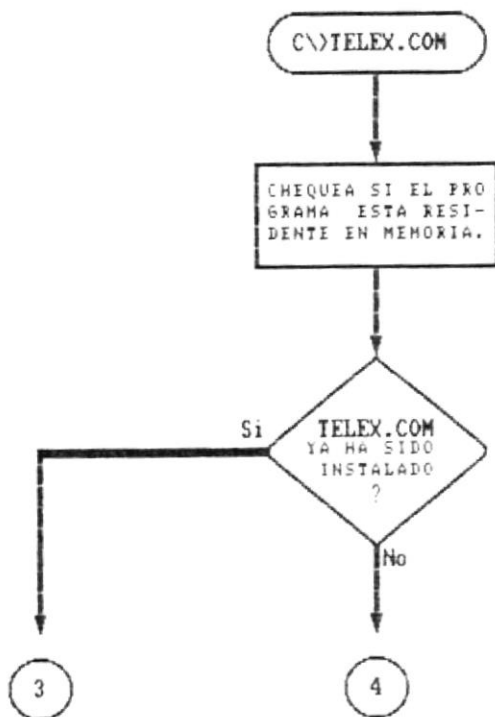 C\>TELEX.COM
CHEQUEA SI EL PRO
GRAMA ESTA RESI-
DENTE EN MEMORIA.
Si
TELEX.COM
YA HA SIDO
INSTALADO
?
No
3
4